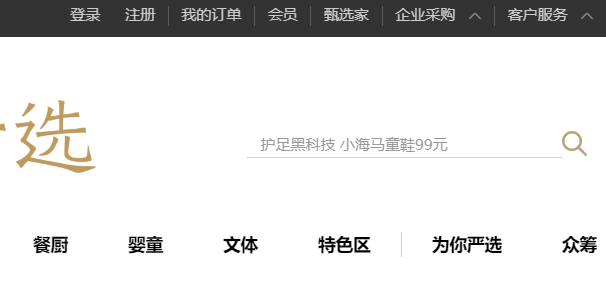 登录 注册 我的订单 会员 甄选家 企业采购 客户服务
选
护足黑科技 小海马童鞋99元
餐厨 婴童 文体 特色区 为你严选 众筹